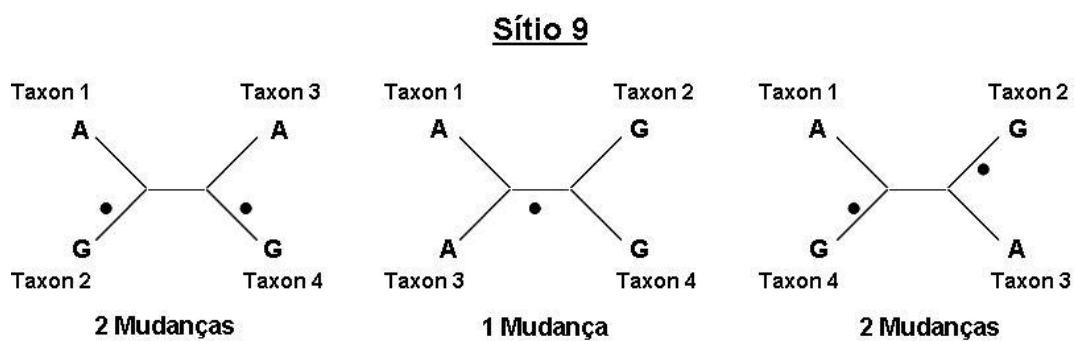 Sítio 9
Taxon 1 Taxon 3 Taxon 1 Taxon 2 Taxon 1 Taxon 2
A A A G A G
G G A G G A
Taxon 2 Taxon 4 Taxon 3 Taxon 4 Taxon 4 Taxon 3
2 Mudanças 1 Mudança 2 Mudanças